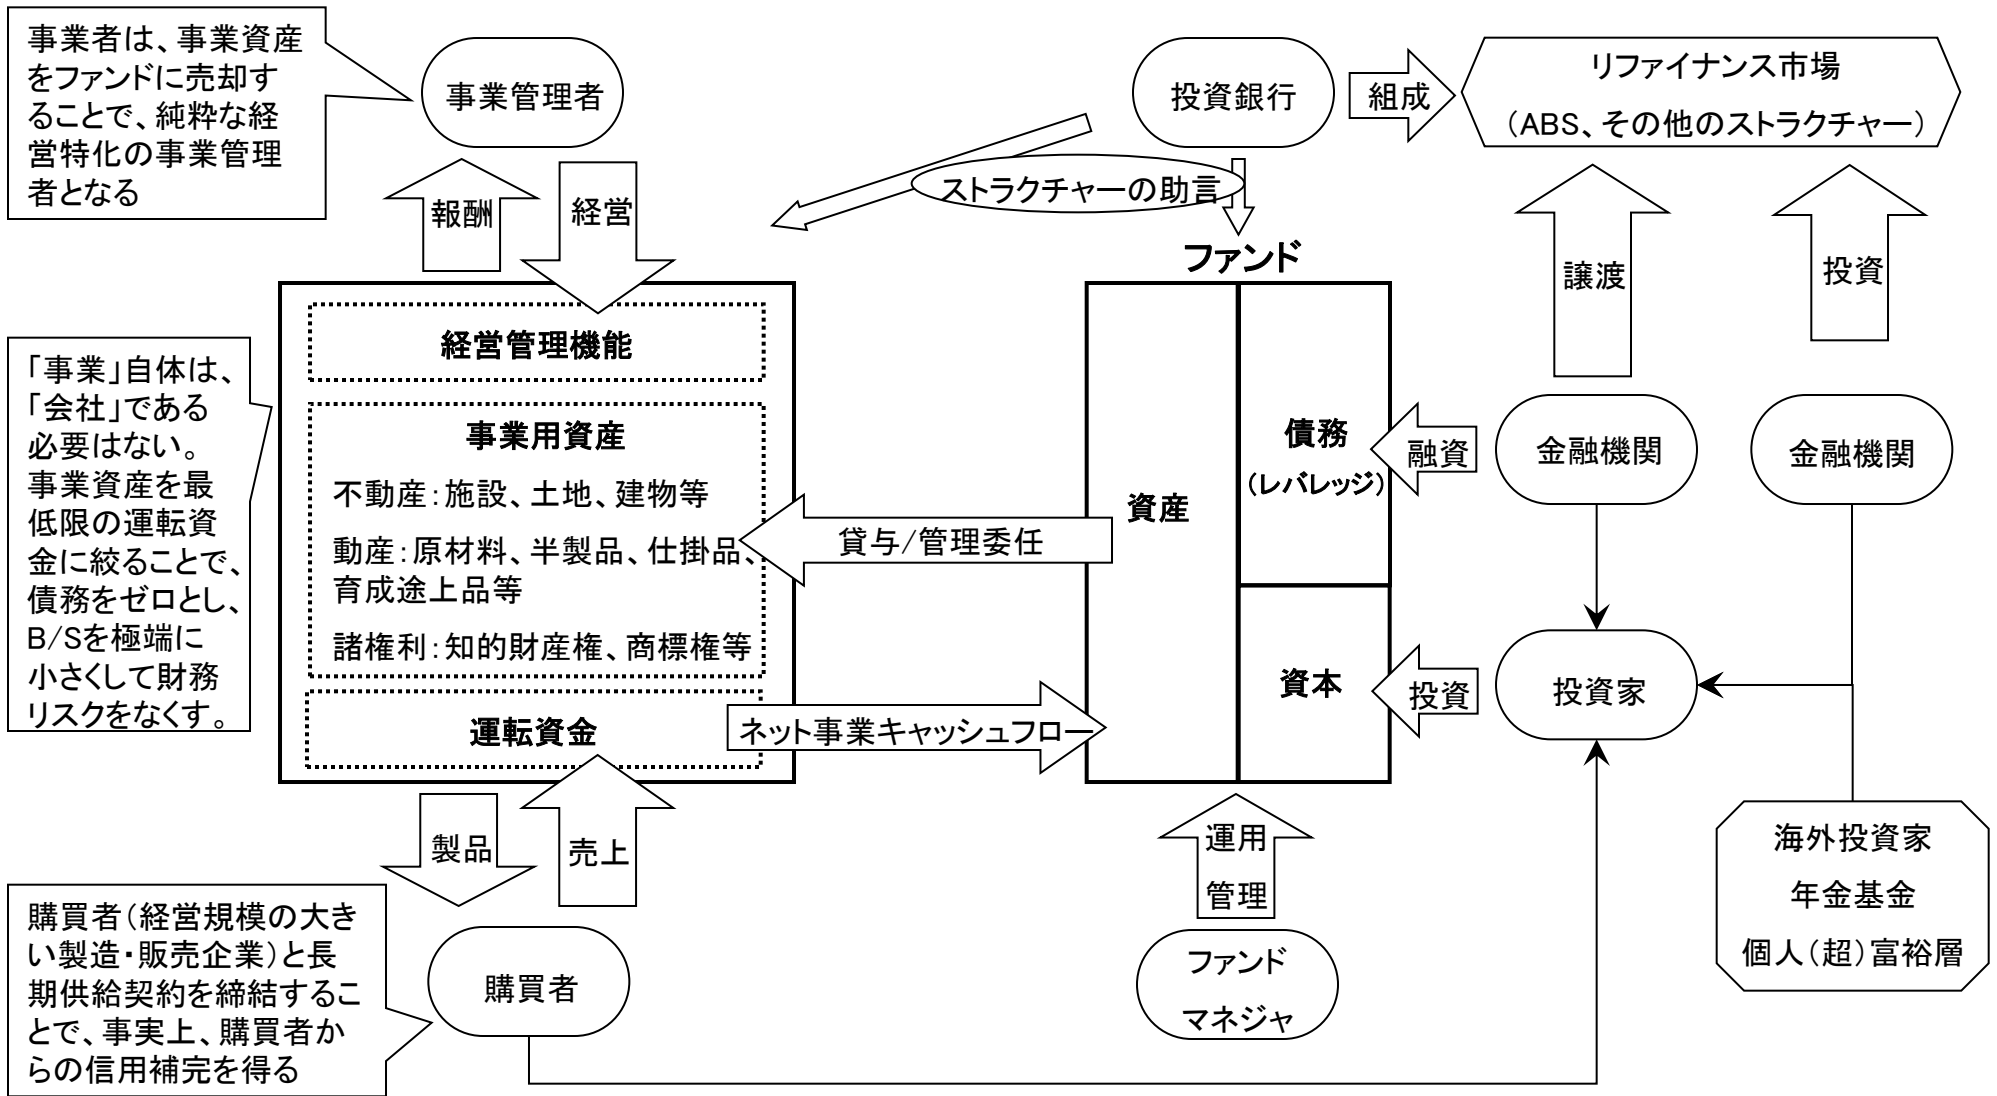 事業者は、事業資産
をファンドに売却す
ることで、純粋な経
営特化の事業管理
者となる
事業管理者
投資銀行
組成
リファイナンス市場
(ABS、その他のストラクチャー)
報酬
経営
ストラクチャーの助言
譲渡
投資
「事業」自体は、
「会社」である
必要はない。
事業資産を最
低限の運転資
金に絞ることで、
債務をゼロとし、
B/Sを極端に
小さくして財務
リスクをなくす。
経営管理機能
事業用資産
不動産:施設、土地、建物等
動産:原材料、半製品、仕掛品、
育成途上品等
諸権利:知的財産権、商標権等
運転資金
貸与/管理委任
ネット事業キャッシュフロー
ファンド
資産
債務
(レバレッジ)
資本
融資
投資
金融機関
金融機関
投資家
製品
売上
運用
管理
購買者(経営規模の大き
い製造・販売企業)と長
期供給契約を締結するこ
とで、事実上、購買者か
らの信用補完を得る
購買者
ファンド
マネジャ
海外投資家
年金基金
個人(超)富裕層